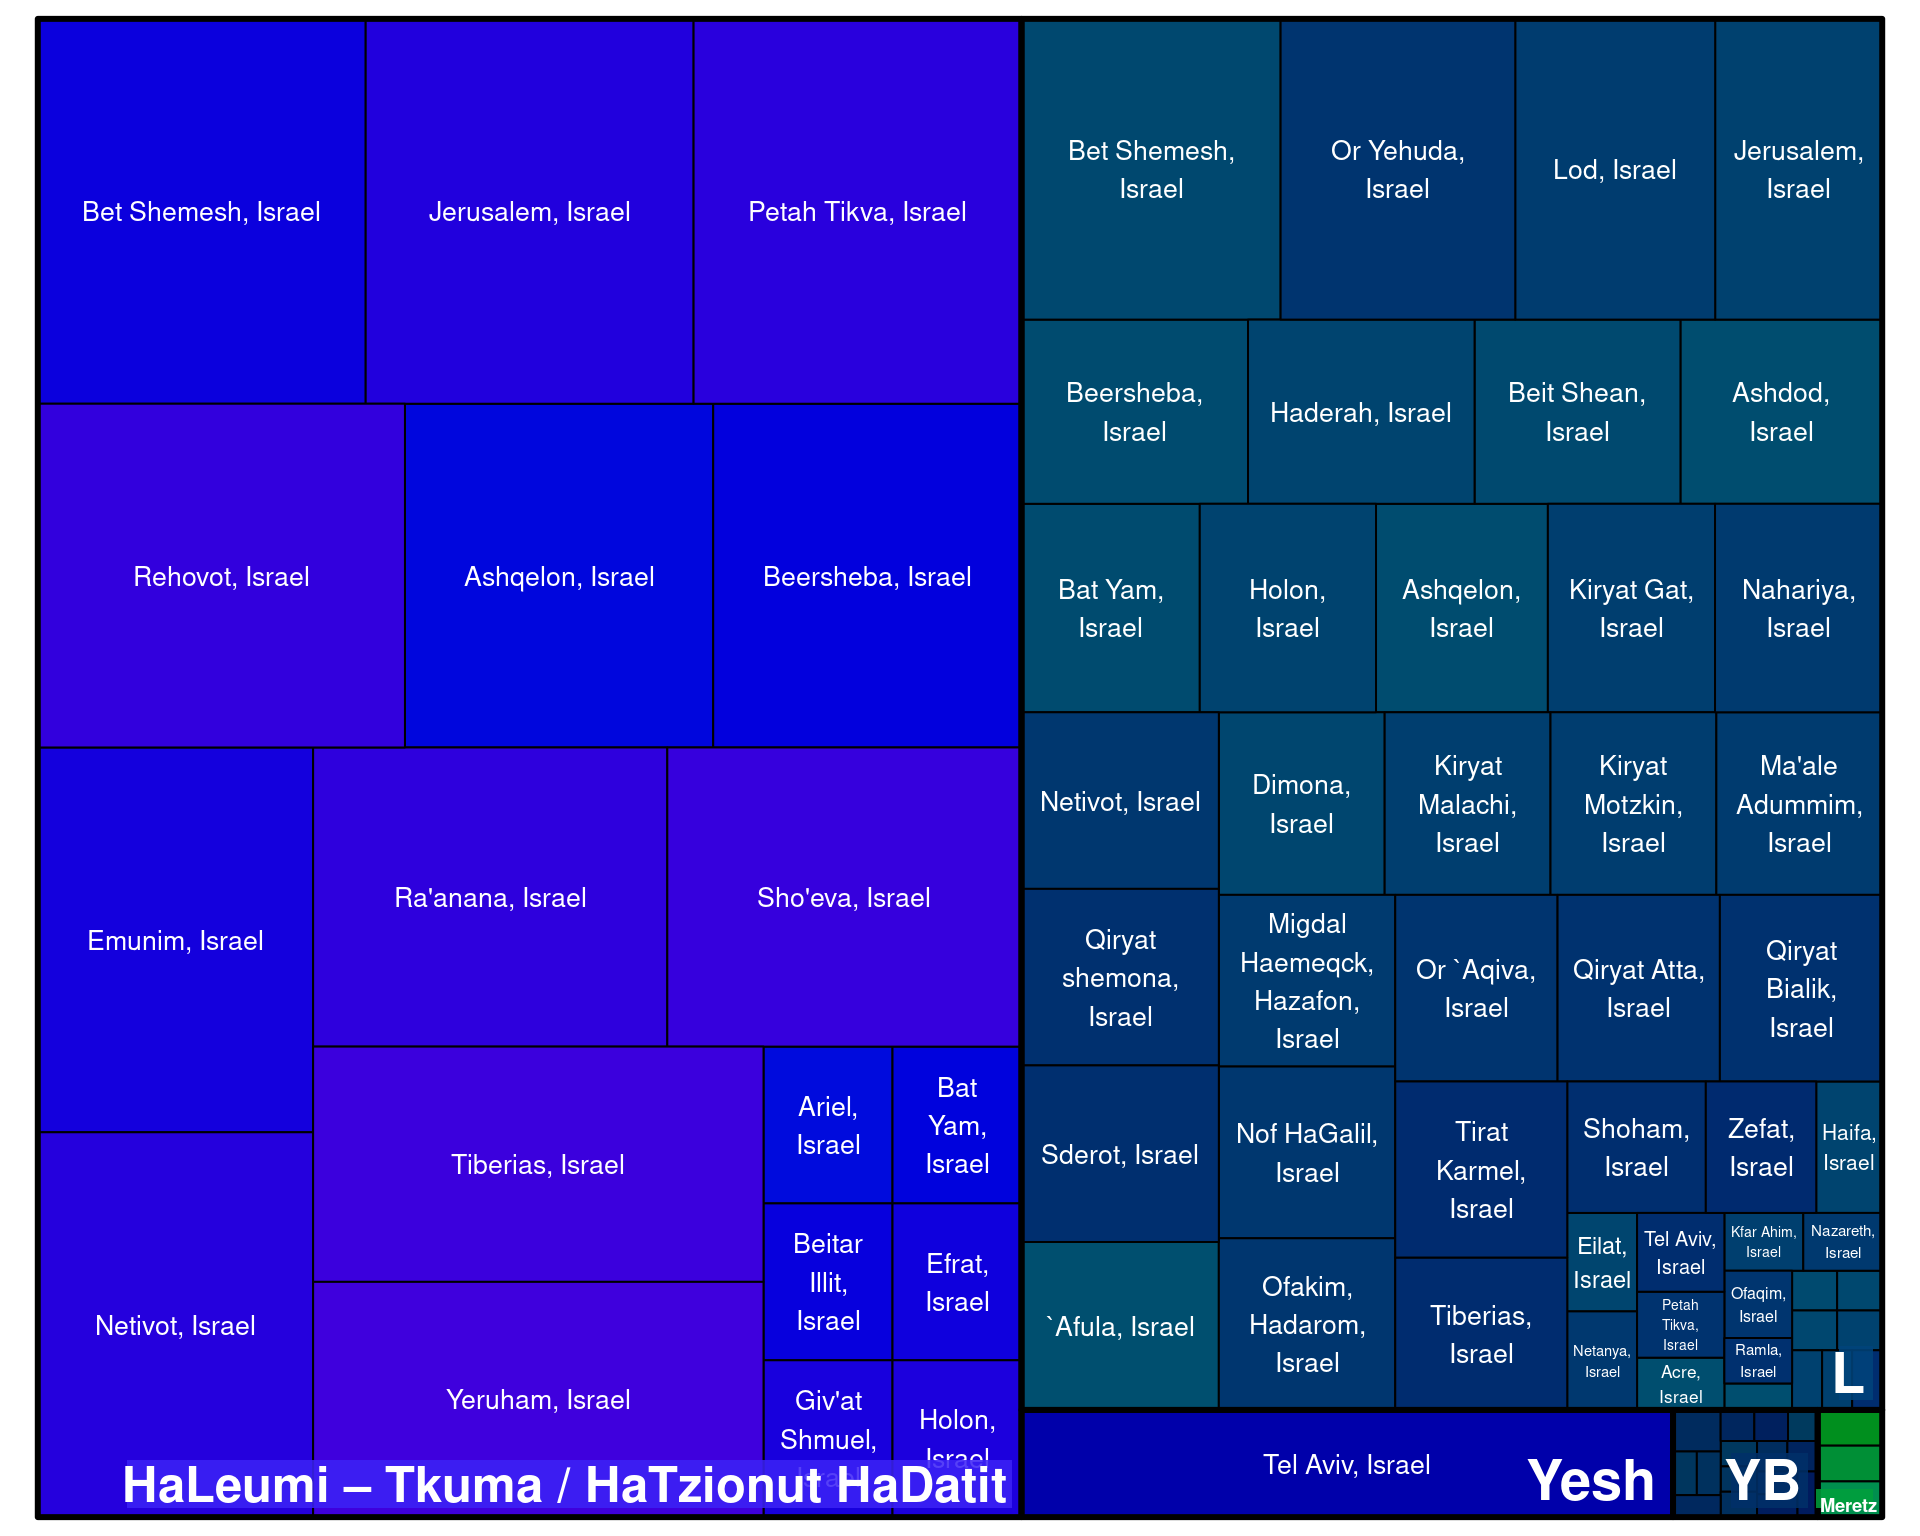 Bet Shemesh, Israel
Jerusalem, Israel
Petah Tikva, Israel
Rehovot, Israel
Ashqelon, Israel
Beersheba, Israel
Emunim, Israel
Ra'anana, Israel
Sho'eva, Israel
Netivot, Israel
Tiberias, Israel
Yeruham, Israel
Ariel,
Israel
Bat
Yam,
Israel
Beitar
Illit,
Israel
Efrat,
Israel
Giv'at
Shmuel,
Israel
Holon,
Israel
HaLeumi – Tkuma / HaTzionut HaDatit
Bet Shemesh,
Israel
Or Yehuda,
Israel
Lod, Israel
Jerusalem,
Israel
Beersheba,
Israel
Haderah, Israel
Beit Shean,
Israel
Ashdod,
Israel
Bat Yam,
Israel
Holon,
Israel
Ashqelon,
Israel
Kiryat Gat,
Israel
Nahariya,
Israel
Netivot, Israel
Dimona,
Israel
Kiryat
Malachi,
Israel
Kiryat
Motzkin,
Israel
Ma'ale
Adummim,
Israel
Qiryat
shemona,
Israel
Migdal
Haemeqck,
Hazafon,
Israel
Or `Aqiva,
Israel
Qiryat Atta,
Israel
Qiryat
Bialik,
Israel
Sderot, Israel
Nof HaGalil,
Israel
Tirat
Karmel,
Israel
Shoham,
Israel
Zefat,
Israel
Haifa,
Israel
`Afula, Israel
Ofakim,
Hadarom,
Israel
Tiberias,
Israel
Eilat,
Israel
Netanya,
Israel
Tel Aviv,
Israel
Petah
Tikva,
Israel
Acre,
Israel
Kfar Ahim,
Israel
Nazareth,
Israel
Ofaqim,
Israel
Ramla,
Israel
L
Tel Aviv, Israel
Yesh
YB
Meretz